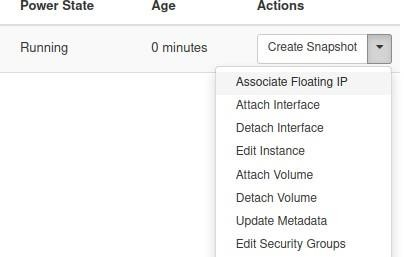 Power State Age Actions
Running 0 minutes Create Snapshot
Associate Floating IP
Attach Interface
Detach Interface
Edit Instance
Attach Volume
Detach Volume
Update Metadata
Edit Security Groups